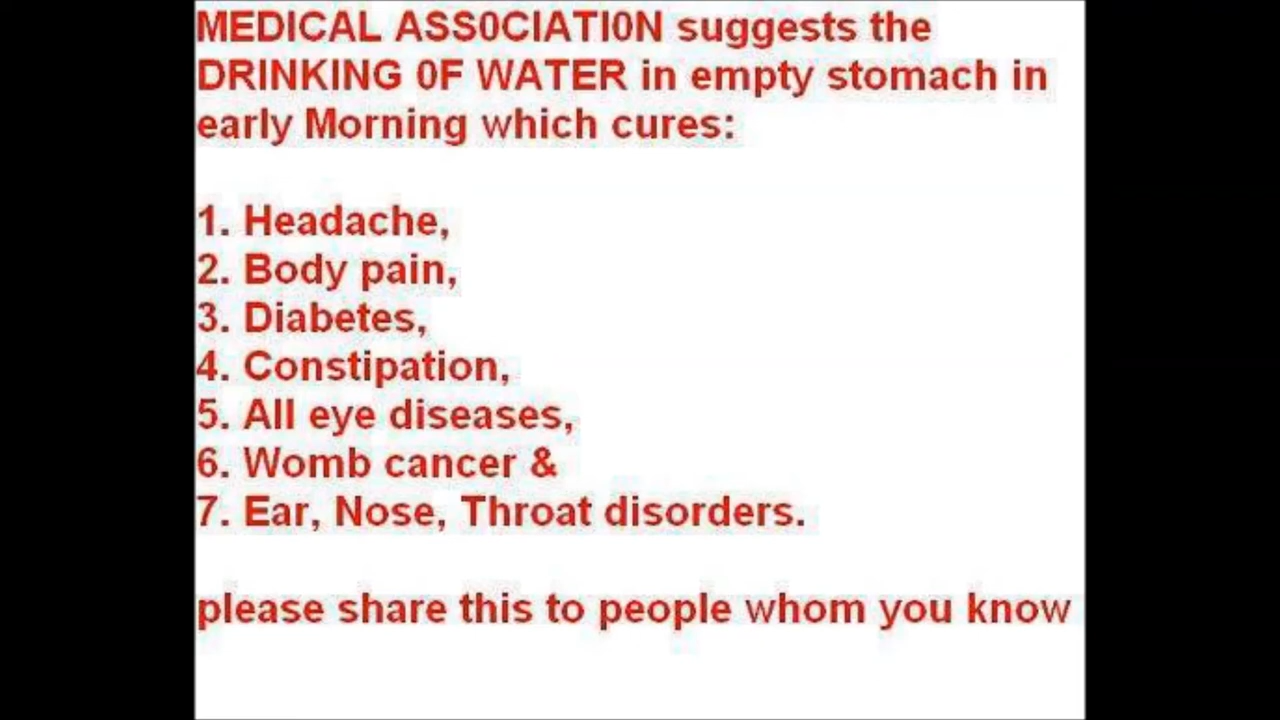 MEDICAL ASS0CIATI0N suggests the
DRINKING 0F WATER in empty stomach in
early Morning which cures:
1. Headache,
2. Body pain,
3. Diabetes,
4. Constipation,
5. All eye diseases,
6. Womb cancer &
7. Ear, Nose, Throat disorders.
please share this to people whom you know